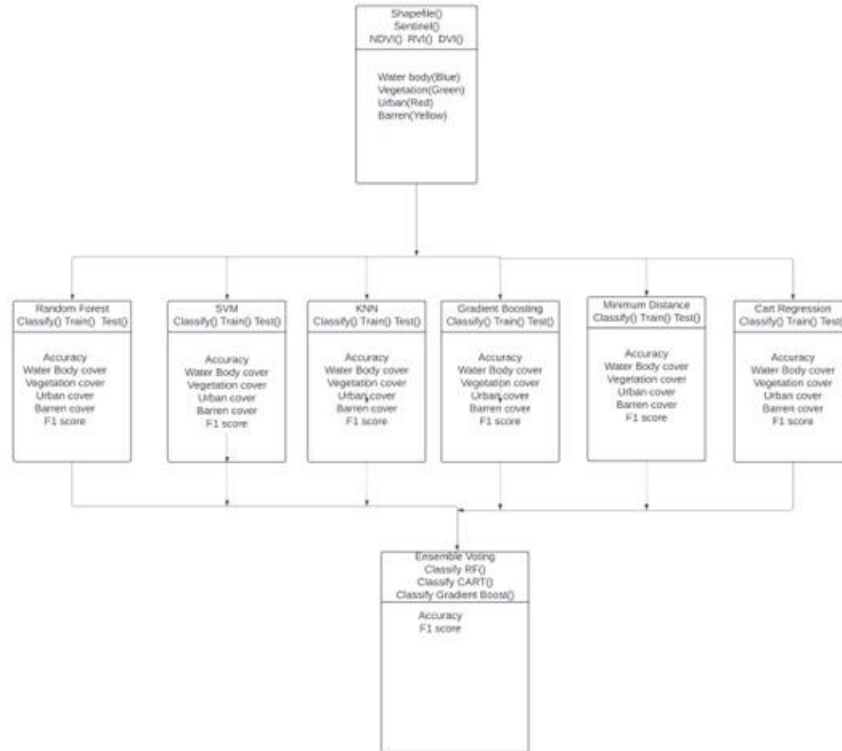 Shapefile()
Sentinel()
NDVI() RVI() DVI()
Water body(Blue)
Vegetation(Green)
Urban(Red)
Barren(Yellow)
Random Forest
Classify() Train() Test()
Accuracy
Water Body cover
Vegetation cover
Urban cover
Barren cover
F1 score
SVM
Classify() Train() Test()
Accuracy
Water Body cover
Vegetation cover
Urban cover
Barren cover
F1 score
KNN
Classify() Train() Test()
Accuracy
Water Body cover
Vegetation cover
Urban cover
Barren cover
F1 score
Gradient Boosting
Classify() Train() Test()
Accuracy
Water Body cover
Vegetation cover
Urban cover
Barren cover
F1 score
Minimum Distance
Classify() Train() Test()
Accuracy
Water Body cover
Vegetation cover
Urban cover
Barren cover
F1 score
Cart Regression
Classify() Train() Test()
Accuracy
Water Body cover
Vegetation cover
Urban cover
Barren cover
F1 score
Ensemble Voting
Classify RF()
Classify CART()
Classify Gradient Boost()
Accuracy
F1 score